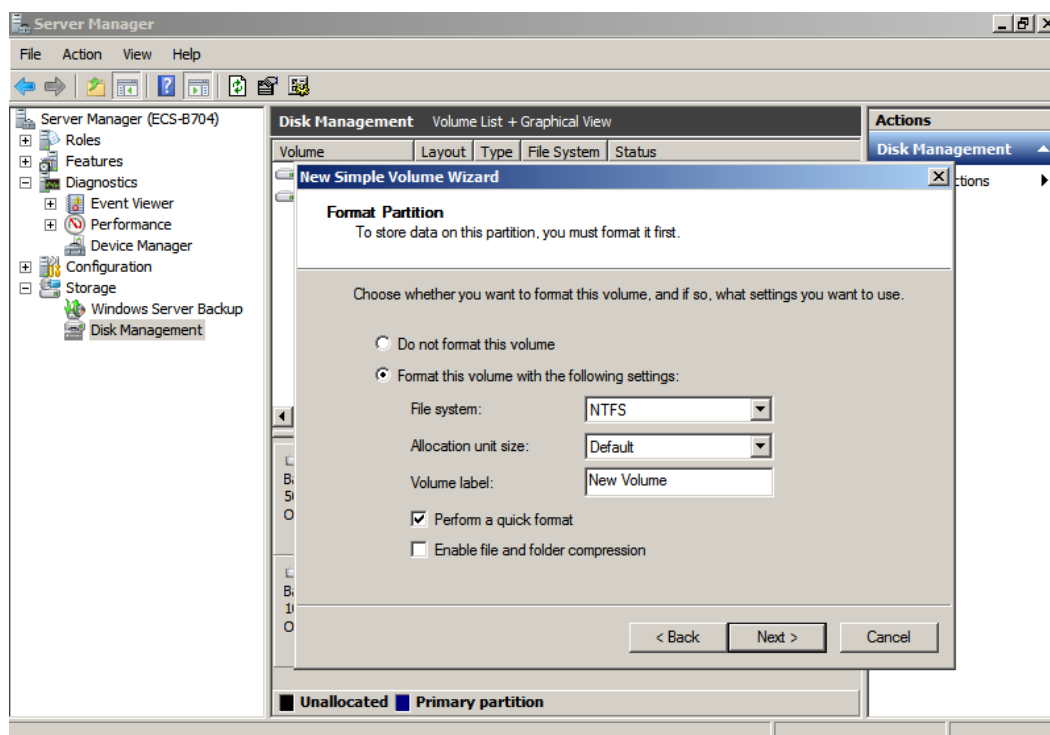 Server Manager
File Action View Help
Server Manager (ECS-B704)
Roles
Features
Diagnostics
Event Viewer
Performance
Device Manager
Configuration
Storage
Windows Server Backup
Disk Management
Disk Management Volume List + Graphical View
Volume Layout Type File System Status
Actions
Disk Management
New Simple Volume Wizard
Format Partition
To store data on this partition, you must format it first.
Choose whether you want to format this volume, and if so, what settings you want to use.
Do not format this volume
Format this volume with the following settings:
File system: NTFS
Allocation unit size: Default
Volume label: New Volume
Perform a quick format
Enable file and folder compression
< Back Next > Cancel
Unallocated Primary partition